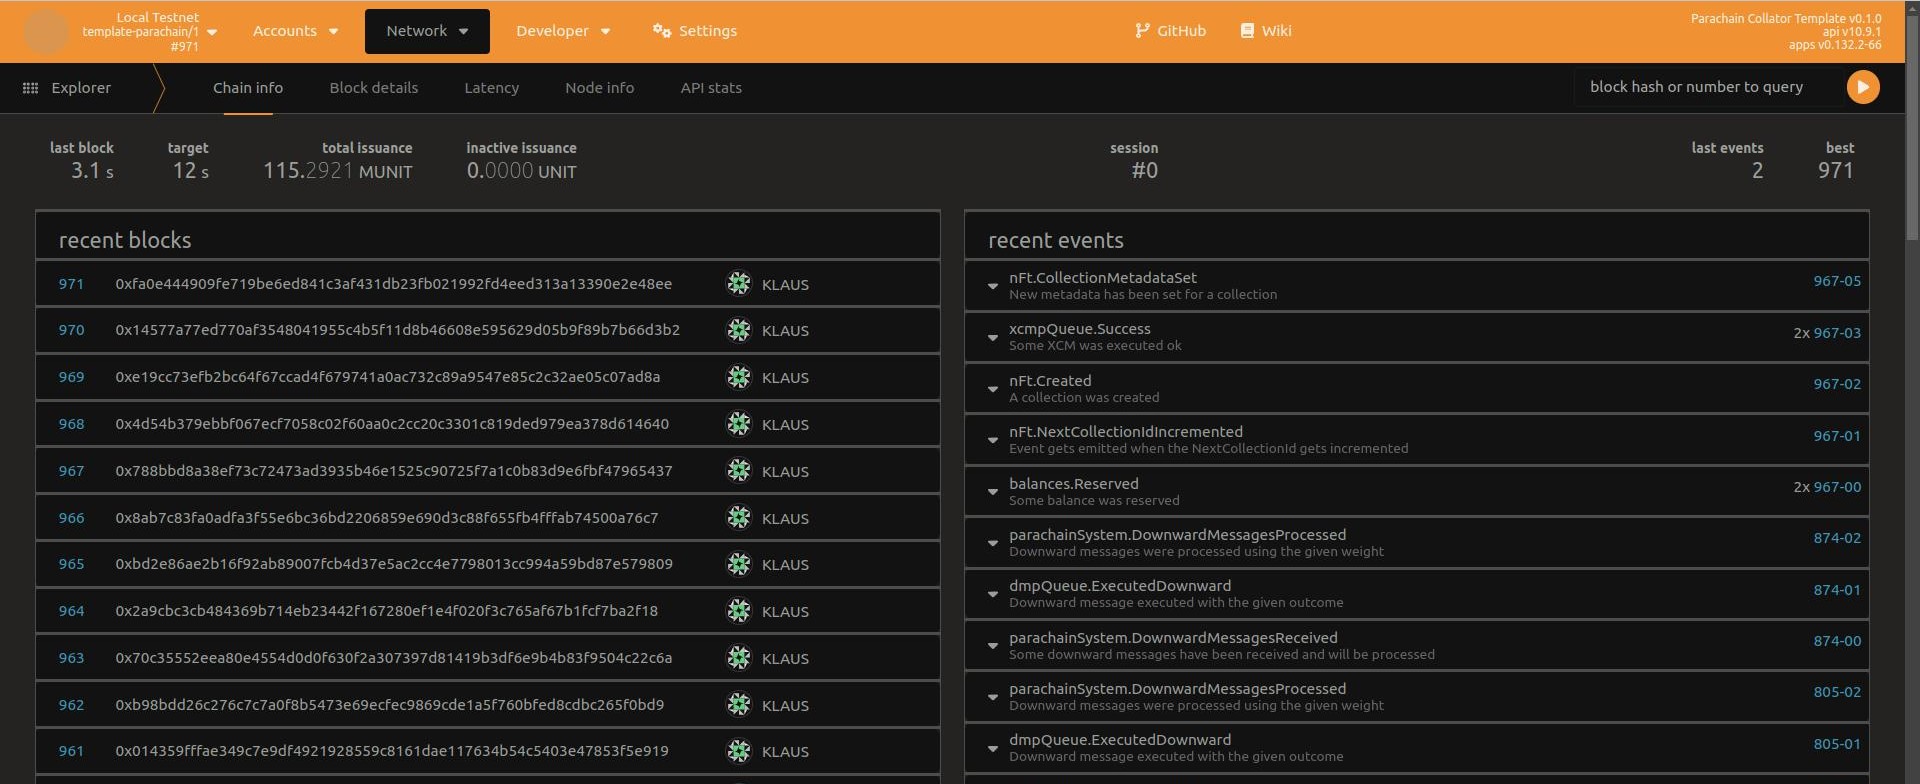 Local Testnet
template-parachain/1
#971
Accounts
Network
Developer
Settings
GitHub
Wiki
Parachain Collator Template v0.1.0
api v10.9.1
apps v0.132.2-66
Explorer
Chain info
Block details
Latency
Node info
API stats
block hash or number to query
last block
3.1 s
target
12 s
total issuance
115.2921 MUNIT
inactive issuance
0.0000 UNIT
session
#0
last events
2
best
971
recent blocks
971 0xfa0e444909fe719be6ed841c3af431db23fb021992fd4eed313a13390e2e48ee KLAUS
970 0x14577a77ed770af3548041955c4b5f11d8b46608e595629d05b9f89b7b66d3b2 KLAUS
969 0xe19cc73efb2bc64f67ccad4f679741a0ac732c89a9547e85c2c32ae05c07ad8a KLAUS
968 0x4d54b379ebbf067ecf7058c02f60aa0c2cc20c3301c819ded979ea378d614640 KLAUS
967 0x788bbd8a38ef73c72473ad3935b46e1525c90725f7a1c0b83d9e6fbf47965437 KLAUS
966 0x8ab7c83fa0adfa3f55e6bc36bd2206859e690d3c88f655fb4fffab74500a76c7 KLAUS
965 0xbd2e86ae2b16f92ab89007fcb4d37e5ac2cc4e7798013cc994a59bd87e579809 KLAUS
964 0x2a9cbc3cb484369b714eb23442f167280ef1e4f020f3c765af67b1fcf7ba2f18 KLAUS
963 0x70c35552eea80e4554d0d0f630f2a307397d81419b3df6e9b4b83f9504c22c6a KLAUS
962 0xb98bdd26c276c7c7a0f8b5473e69ecfec9869cde1a5f760bfed8cdbc265f0bd9 KLAUS
961 0x014359fffae349c7e9df4921928559c8161dae117634b54c5403e47853f5e919 KLAUS
recent events
nFt.CollectionMetadataSet 967-05
New metadata has been set for a collection
xcmpQueue.Success 2x 967-03
Some XCM was executed ok
nFt.Created 967-02
A collection was created
nFt.NextCollectionIdIncremented 967-01
Event gets emitted when the NextCollectionId gets incremented
balances.Reserved 2x 967-00
Some balance was reserved
parachainSystem.DownwardMessagesProcessed 874-02
Downward messages were processed using the given weight
dmpQueue.ExecutedDownward 874-01
Downward message executed with the given outcome
parachainSystem.DownwardMessagesReceived 874-00
Some downward messages have been received and will be processed
parachainSystem.DownwardMessagesProcessed 805-02
Downward messages were processed using the given weight
dmpQueue.ExecutedDownward 805-01
Downward message executed with the given outcome